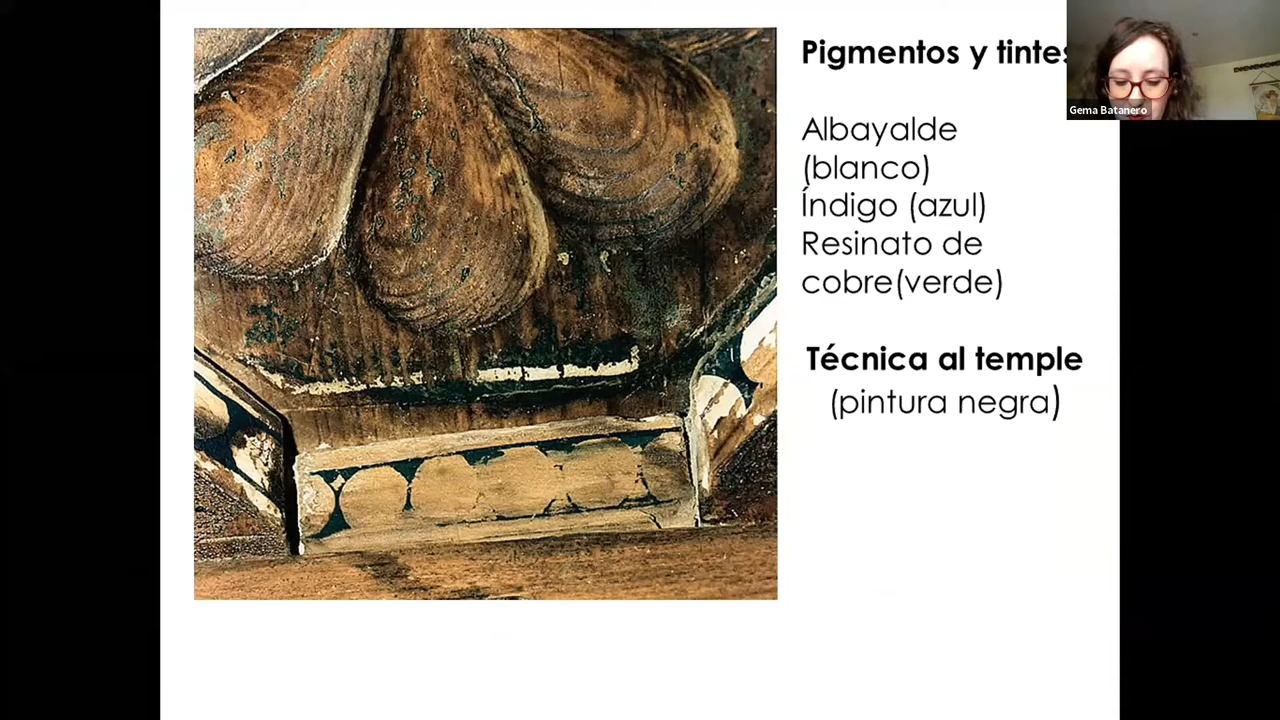 Pigmentos y tintes
Gema Batanero
Albayalde
(blanco)
Índigo (azul)
Resinato de
cobre(verde)
Técnica al temple
(pintura negra)